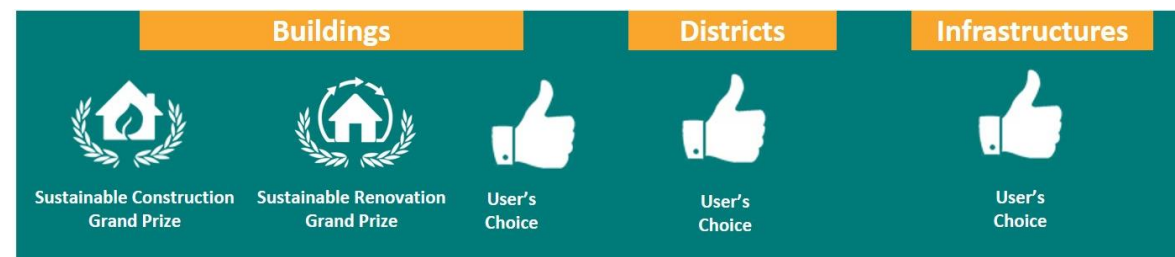 Buildings
Districts
Infrastructures
Sustainable Construction
Grand Prize
Sustainable Renovation
Grand Prize
User's
Choice
User's
Choice
User's
Choice